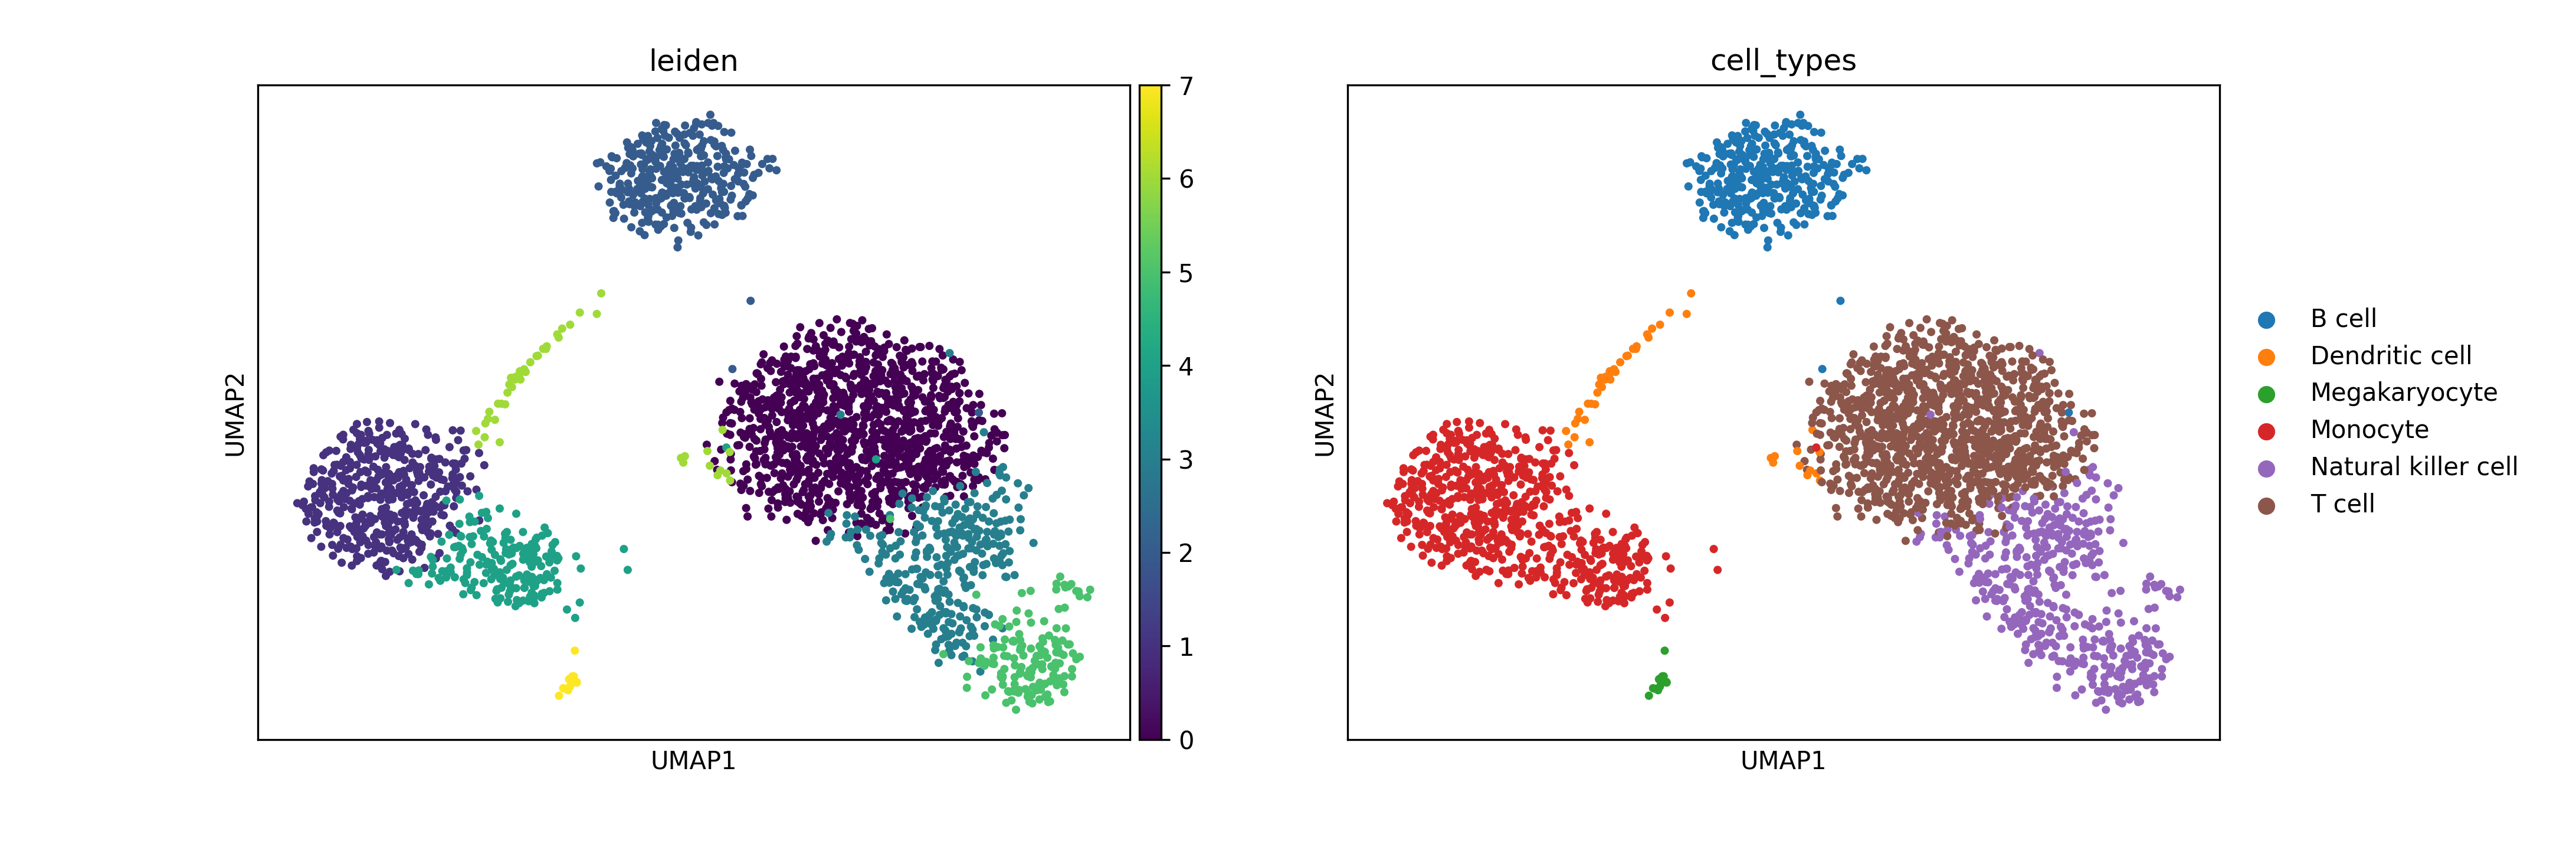 leiden
UMAP2
UMAP1
7
6
5
4
3
2
1
0
cell_types
UMAP2
UMAP1
B cell
Dendritic cell
Megakaryocyte
Monocyte
Natural killer cell
T cell